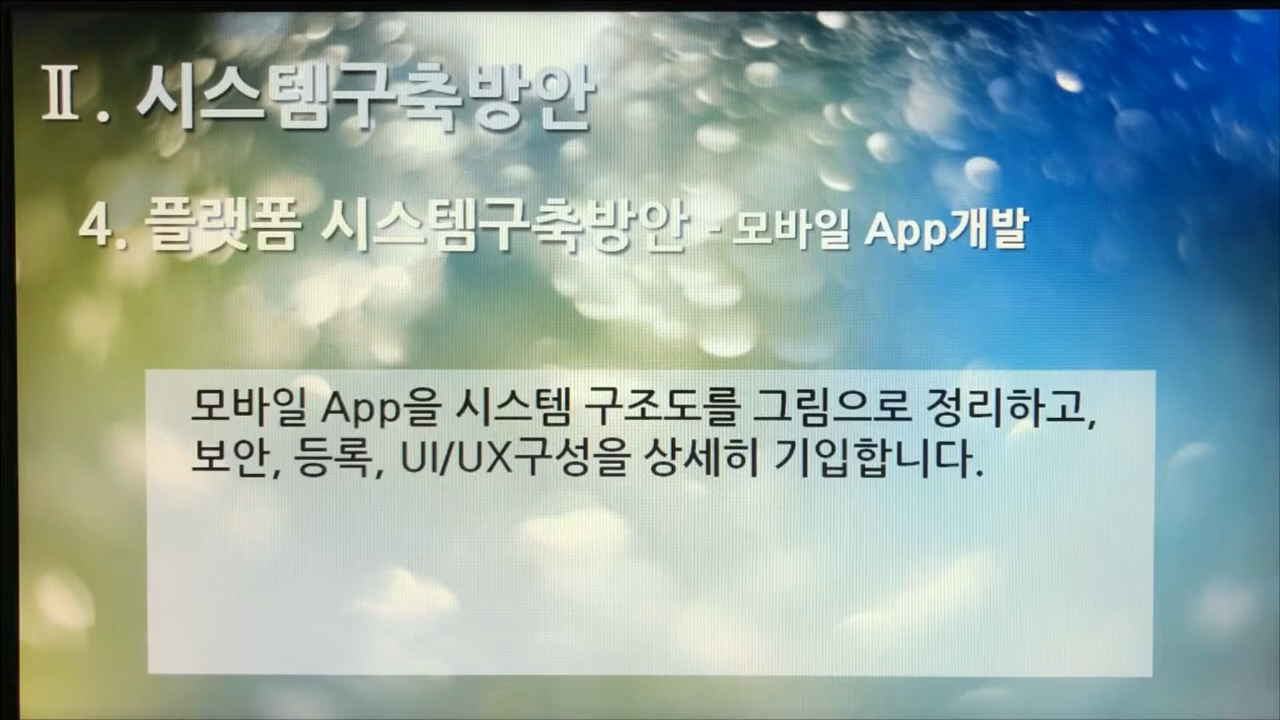 Ⅱ. 시스템구축방안
4. 플랫폼 시스템구축방안 - 모바일 App개발
모바일 App을 시스템 구조도를 그림으로 정리하고,
보안, 등록, UI/UX구성을 상세히 기입합니다.